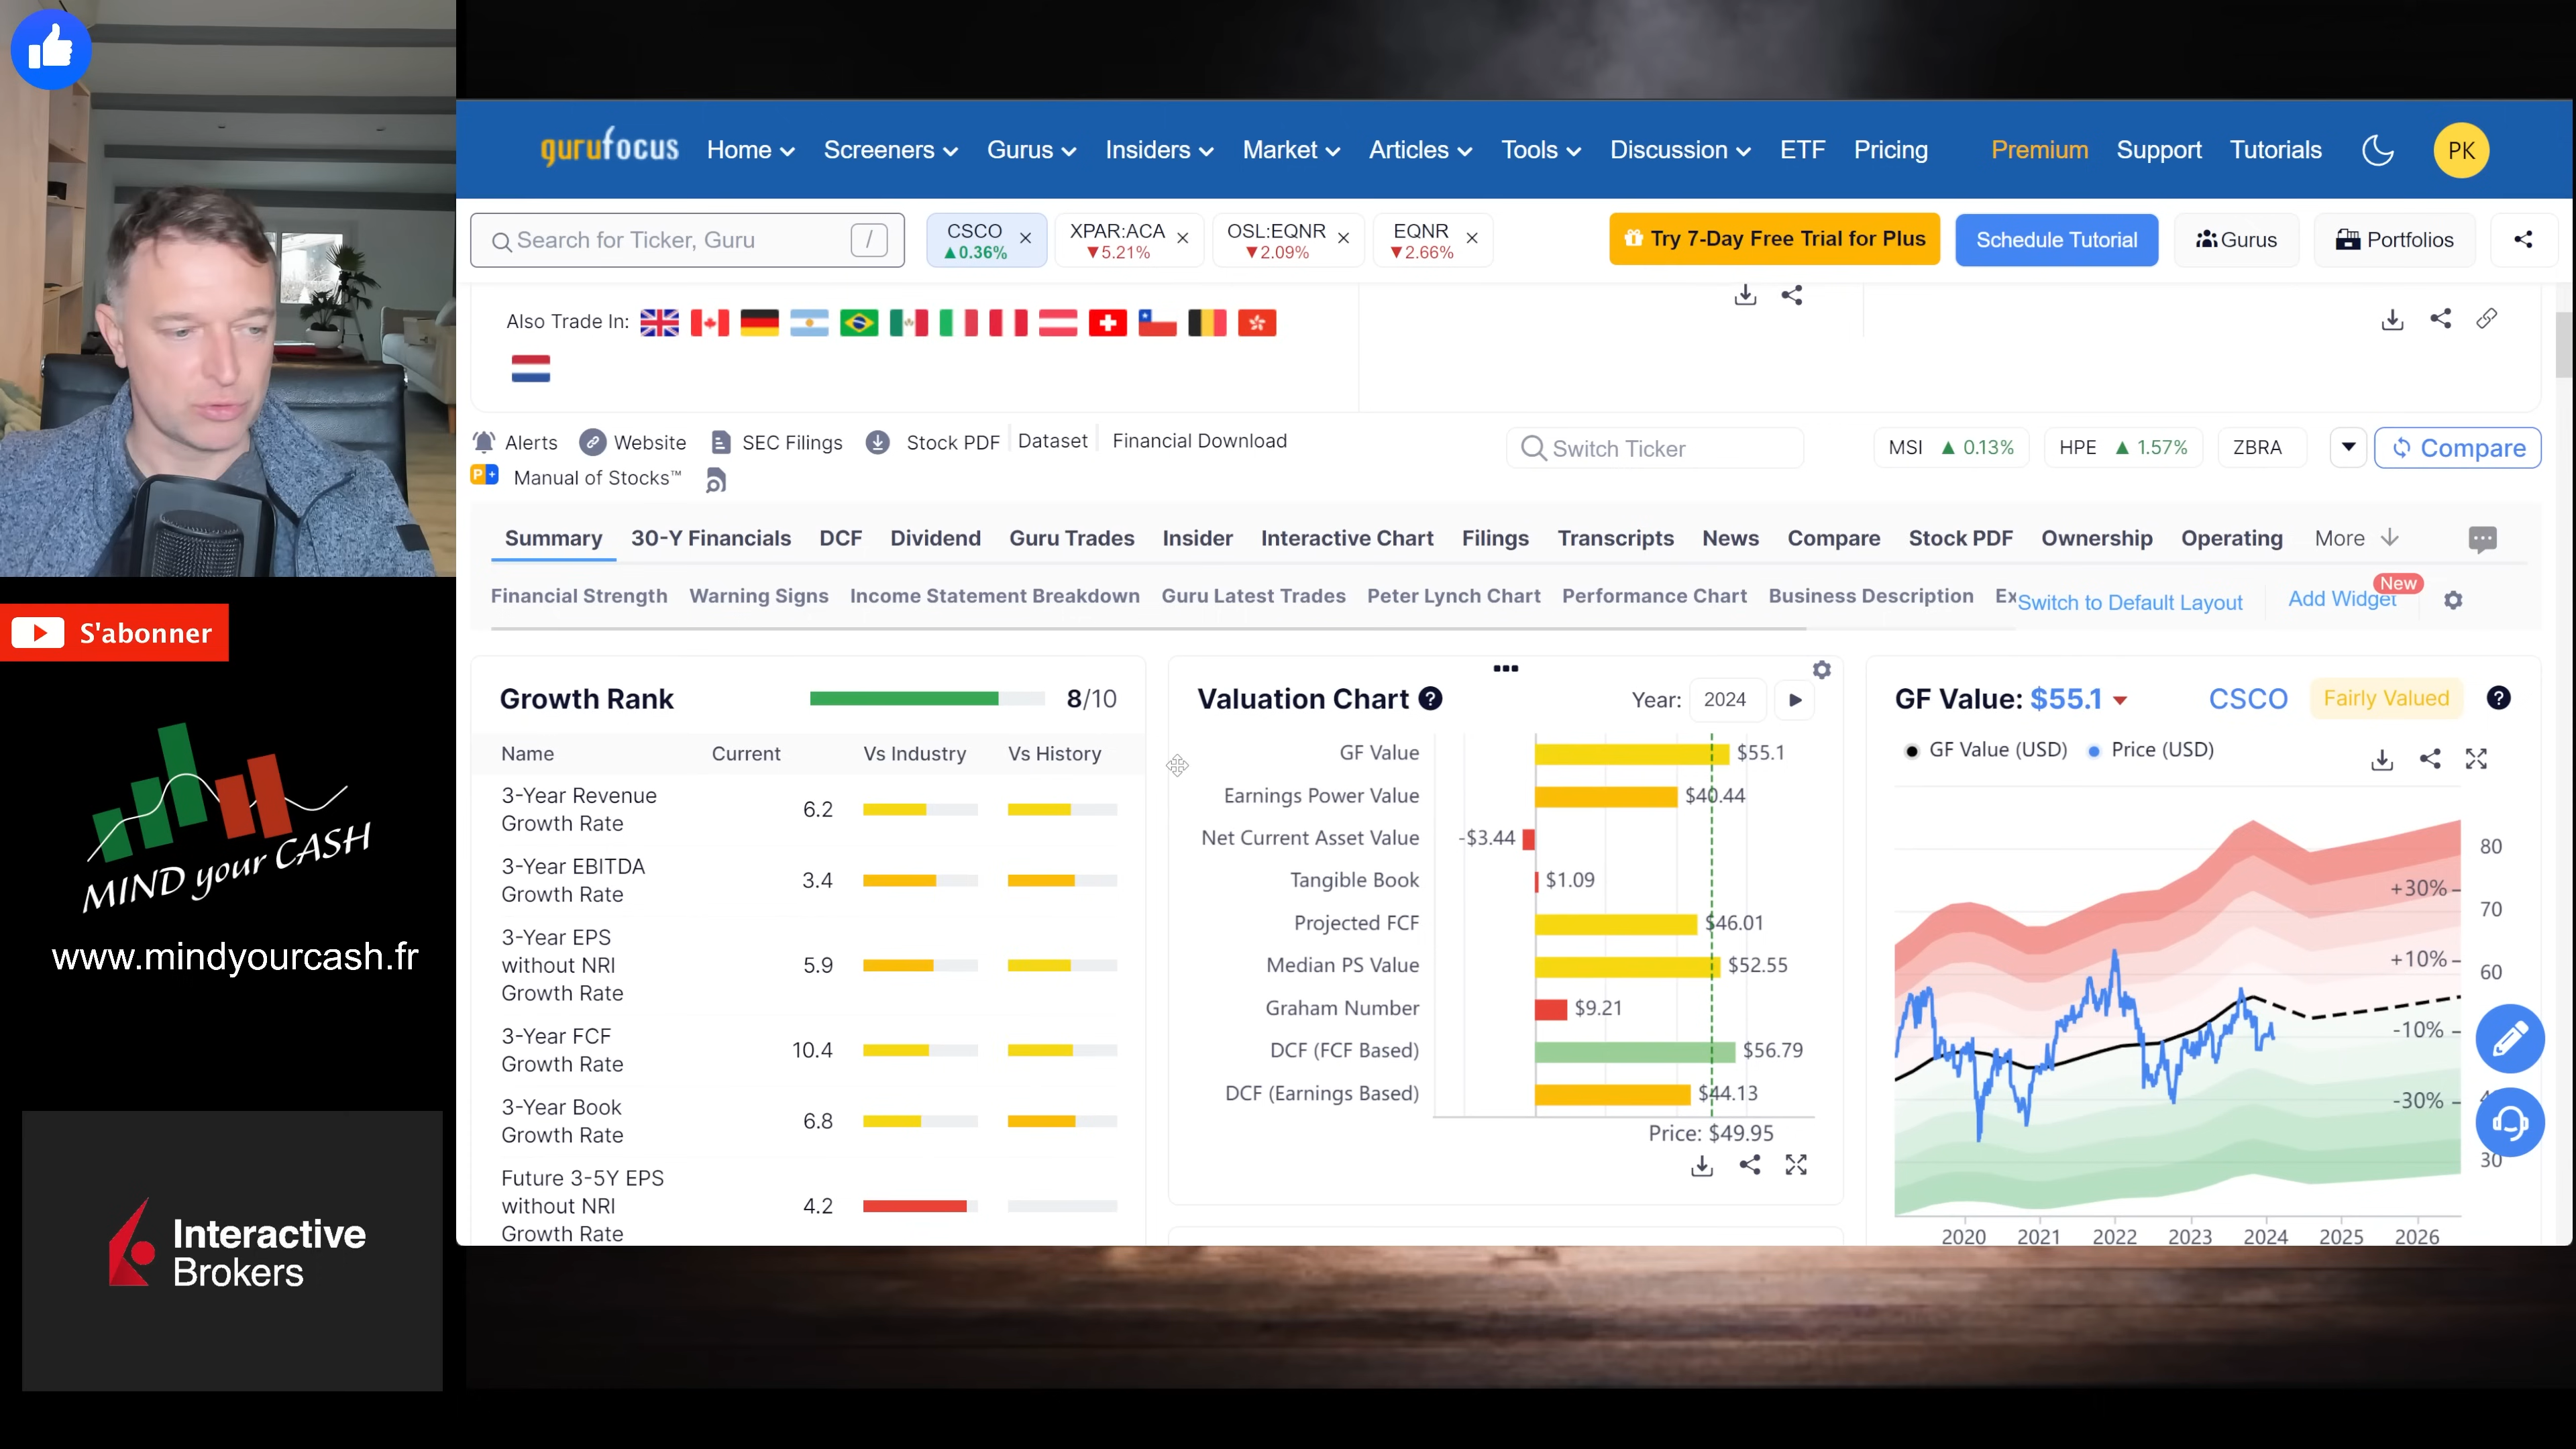 gurufocus Home Screeners Gurus Insiders Market Articles Tools Discussion ETF Pricing Premium Support Tutorials PK
Search for Ticker, Guru /
CSCO
▲0.36%
XPAR:ACA
▼5.21%
OSL:EQNR
▼2.09%
EQNR
▼2.66%
Try 7-Day Free Trial for Plus
Schedule Tutorial
Gurus
Portfolios
Also Trade In:
Alerts Website SEC Filings Stock PDF Dataset Financial Download
P+ Manual of Stocks™
Switch Ticker
MSI ▲ 0.13%
HPE ▲ 1.57%
ZBRA
Compare
Summary 30-Y Financials DCF Dividend Guru Trades Insider Interactive Chart Filings Transcripts News Compare Stock PDF Ownership Operating More
Financial Strength Warning Signs Income Statement Breakdown Guru Latest Trades Peter Lynch Chart Performance Chart Business Description Ex
Switch to Default Layout
Add Widget
New
Growth Rank 8/10
Name Current Vs Industry Vs History
3-Year Revenue
Growth Rate
6.2
3-Year EBITDA
Growth Rate
3.4
3-Year EPS
without NRI
Growth Rate
5.9
3-Year FCF
Growth Rate
10.4
3-Year Book
Growth Rate
6.8
Future 3-5Y EPS
without NRI
Growth Rate
4.2
Valuation Chart ?
Year: 2024
GF Value $55.1
Earnings Power Value $40.44
Net Current Asset Value -$3.44
Tangible Book $1.09
Projected FCF $46.01
Median PS Value $52.55
Graham Number $9.21
DCF (FCF Based) $56.79
DCF (Earnings Based) $44.13
Price: $49.95
GF Value: $55.1 CSCO Fairly Valued ?
GF Value (USD) Price (USD)
80
+30%
70
+10%
60
-10%
-30%
30
2020 2021 2022 2023 2024 2025 2026
S'abonner
MIND your CASH
www.mindyourcash.fr
Interactive
Brokers